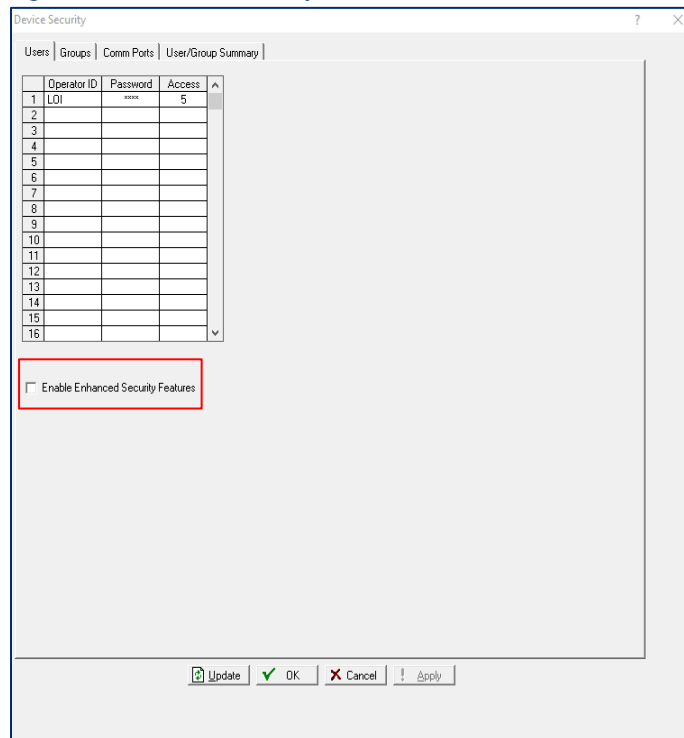 Device Security ? X
Users Groups Comm Ports User/Group Summary
Operator ID Password Access
1 LOI **** 5
2
3
4
5
6
7
8
9
10
11
12
13
14
15
16
Enable Enhanced Security Features
Update OK Cancel ! Apply